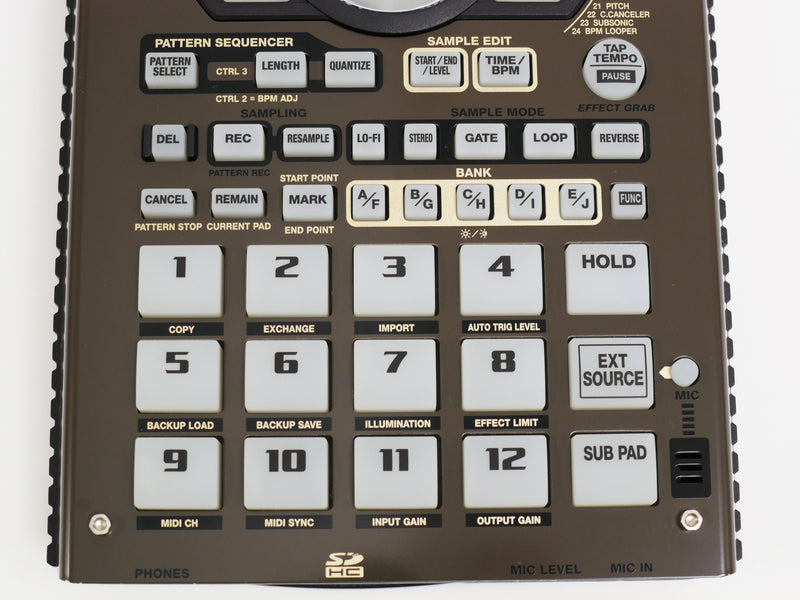 21 PITCH
22 C.CANCELER
23 SUBSONIC
24 BPM LOOPER
PATTERN SEQUENCER
SAMPLE EDIT
PATTERN SELECT
CTRL 3
LENGTH
QUANTIZE
START/END /LEVEL
TIME/ BPM
TAP TEMPO
PAUSE
CTRL 2 = BPM ADJ
EFFECT GRAB
SAMPLING
SAMPLE MODE
DEL
REC
RESAMPLE
LO-FI
STEREO
GATE
LOOP
REVERSE
PATTERN REC
START POINT
BANK
CANCEL
REMAIN
MARK
A/F
B/G
C/H
D/I
E/J
FUNC
PATTERN STOP
CURRENT PAD
END POINT
1
2
3
4
HOLD
COPY
EXCHANGE
IMPORT
AUTO TRIG LEVEL
5
6
7
8
EXT SOURCE
MIC
BACKUP LOAD
BACKUP SAVE
ILLUMINATION
EFFECT LIMIT
9
10
11
12
SUB PAD
MIDI CH
MIDI SYNC
INPUT GAIN
OUTPUT GAIN
PHONES
SD HC
MIC LEVEL
MIC IN